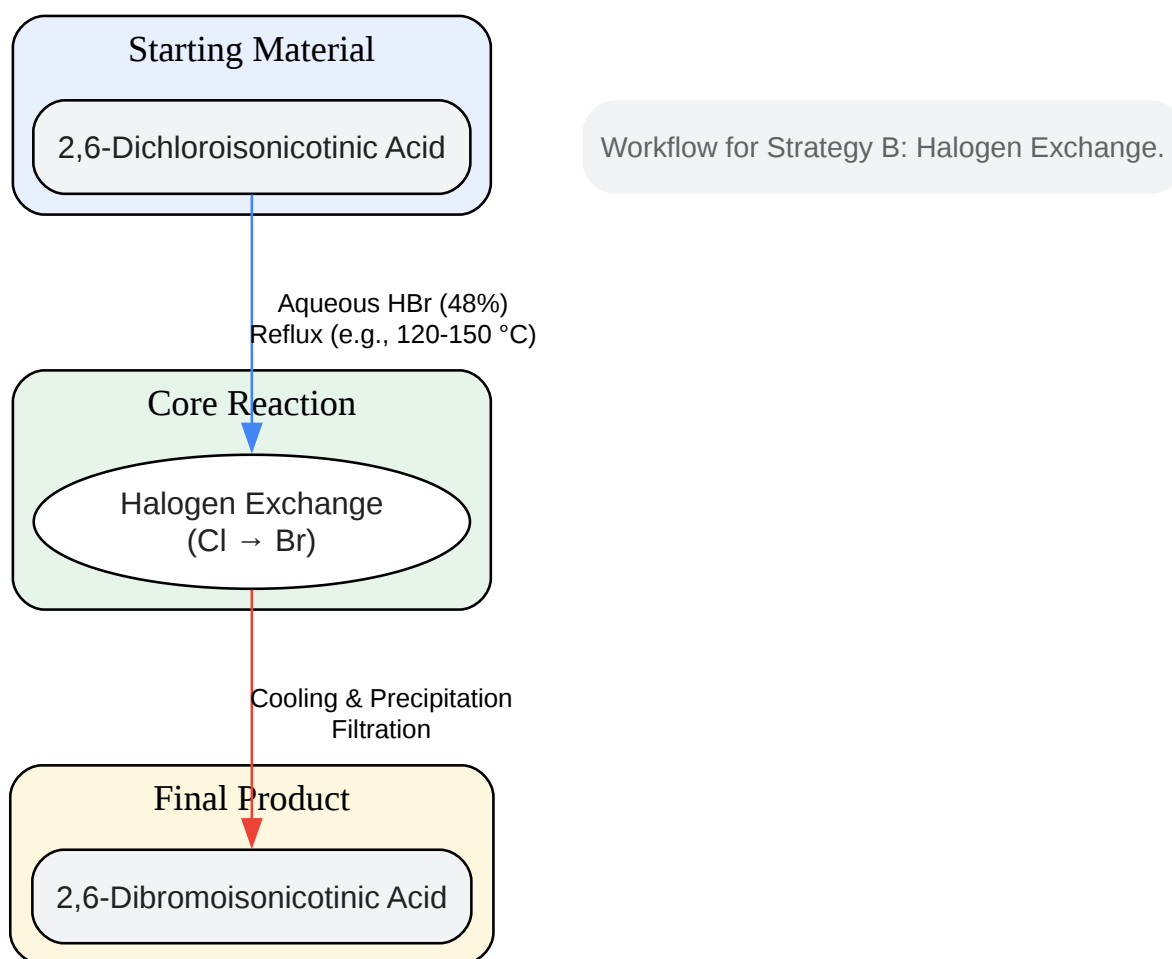 Starting Material
2,6-Dichloroisonicotinic Acid
Workflow for Strategy B: Halogen Exchange.
Aqueous HBr (48%)
Reflux (e.g., 120-150 °C)
Core Reaction
Halogen Exchange
(Cl → Br)
Cooling & Precipitation
Filtration
Final Product
2,6-Dibromoisonicotinic Acid